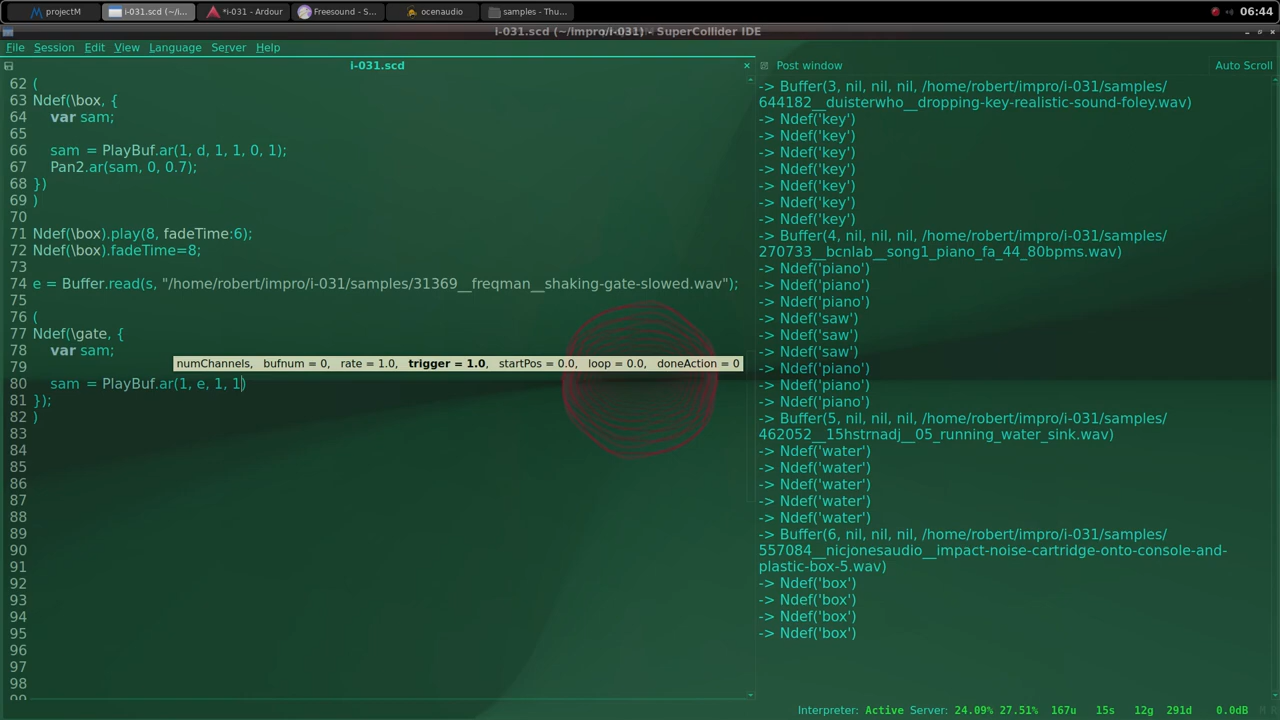 projectM
i-031.scd (~/i...
*i-031 - Ardour
Freesound - S...
ocenaudio
samples - Thu...
06:44
i-031.scd (~/impro/i-031) - SuperCollider IDE
File Session Edit View Language Server Help
i-031.scd
62 (
63 Ndef(\box, {
64 var sam;
65
66 sam = PlayBuf.ar(1, d, 1, 1, 0, 1);
67 Pan2.ar(sam, 0, 0.7);
68 })
69 )
70
71 Ndef(\box).play(8, fadeTime:6);
72 Ndef(\box).fadeTime=8;
73
74 e = Buffer.read(s, "/home/robert/impro/i-031/samples/31369__freqman__shaking-gate-slowed.wav");
75
76 (
77 Ndef(\gate, {
78 var sam;
79
numChannels, bufnum = 0, rate = 1.0, trigger = 1.0, startPos = 0.0, loop = 0.0, doneAction = 0
80 sam = PlayBuf.ar(1, e, 1, 1)
81 });
82 )
83
84
85
86
87
88
89
90
91
92
93
94
95
96
97
98
Post window
Auto Scroll
-> Buffer(3, nil, nil, nil, /home/robert/impro/i-031/samples/
644182__duisterwho__dropping-key-realistic-sound-foley.wav)
-> Ndef('key')
-> Ndef('key')
-> Ndef('key')
-> Ndef('key')
-> Ndef('key')
-> Ndef('key')
-> Ndef('key')
-> Buffer(4, nil, nil, nil, /home/robert/impro/i-031/samples/
270733__bcnlab__song1_piano_fa_44_80bpms.wav)
-> Ndef('piano')
-> Ndef('piano')
-> Ndef('piano')
-> Ndef('saw')
-> Ndef('saw')
-> Ndef('saw')
-> Ndef('piano')
-> Ndef('piano')
-> Ndef('piano')
-> Buffer(5, nil, nil, nil, /home/robert/impro/i-031/samples/
462052__15hstrnadj__05_running_water_sink.wav)
-> Ndef('water')
-> Ndef('water')
-> Ndef('water')
-> Ndef('water')
-> Ndef('water')
-> Buffer(6, nil, nil, nil, /home/robert/impro/i-031/samples/
557084__nicjonesaudio__impact-noise-cartridge-onto-console-and-
plastic-box-5.wav)
-> Ndef('box')
-> Ndef('box')
-> Ndef('box')
-> Ndef('box')
Interpreter: Active Server: 24.09% 27.51% 167u 15s 12g 291d 0.0dB